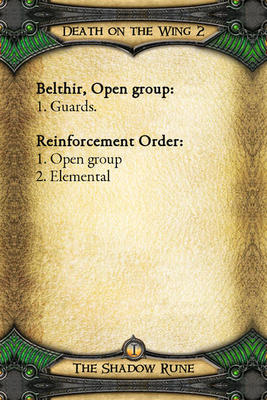 Death on the Wing 2
Belthir, Open group:
1. Guards.
Reinforcement Order:
1. Open group
2. Elemental
1
The Shadow Rune